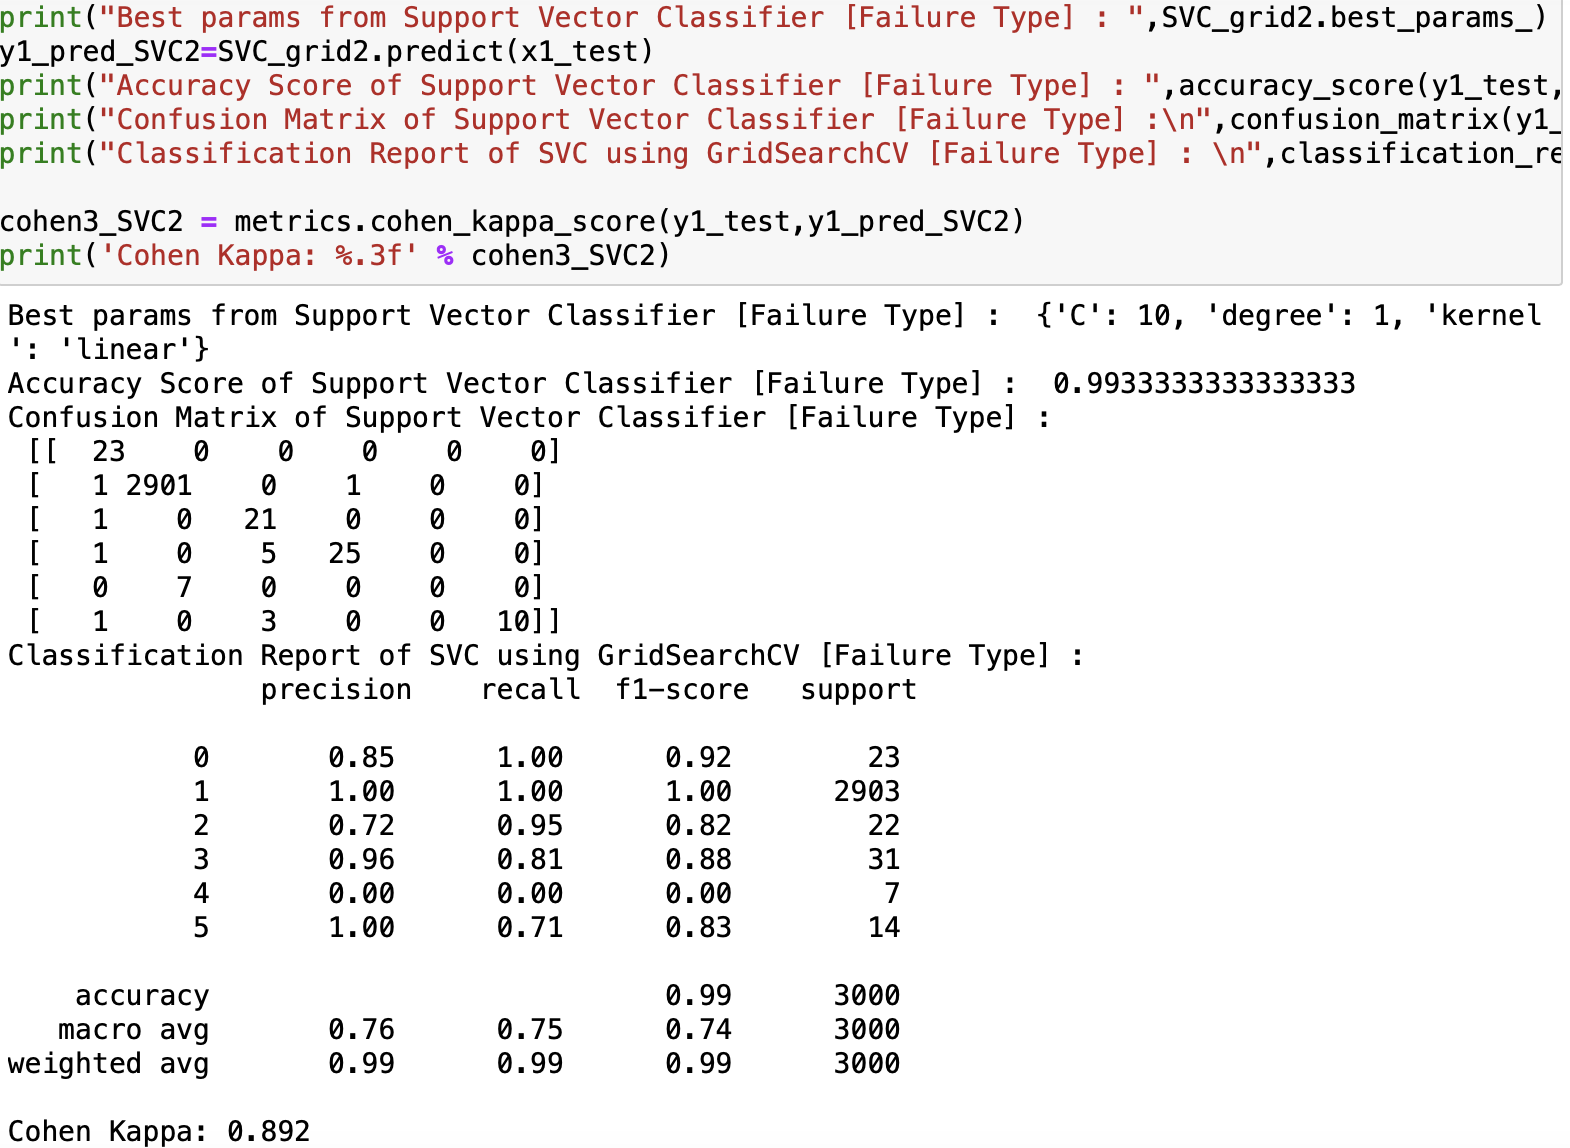 print("Best params from Support Vector Classifier [Failure Type] : ",SVC_grid2.best_params_)
y1_pred_SVC2=SVC_grid2.predict(x1_test)
print("Accuracy Score of Support Vector Classifier [Failure Type] : ",accuracy_score(y1_test,
print("Confusion Matrix of Support Vector Classifier [Failure Type] :\n",confusion_matrix(y1_
print("Classification Report of SVC using GridSearchCV [Failure Type] : \n",classification_re
cohen3_SVC2 = metrics.cohen_kappa_score(y1_test,y1_pred_SVC2)
print('Cohen Kappa: %.3f' % cohen3_SVC2)
Best params from Support Vector Classifier [Failure Type] :  {'C': 10, 'degree': 1, 'kernel
': 'linear'}
Accuracy Score of Support Vector Classifier [Failure Type] :  0.9933333333333333
Confusion Matrix of Support Vector Classifier [Failure Type] :
[[  23    0    0    0    0    0]
[   1 2901    0    1    0    0]
[   1    0   21    0    0    0]
[   1    0    5   25    0    0]
[   0    7    0    0    0    0]
[   1    0    3    0    0   10]]
Classification Report of SVC using GridSearchCV [Failure Type] :
precision    recall  f1-score   support
0       0.85      1.00      0.92        23
1       1.00      1.00      1.00      2903
2       0.72      0.95      0.82        22
3       0.96      0.81      0.88        31
4       0.00      0.00      0.00         7
5       1.00      0.71      0.83        14
accuracy                           0.99      3000
macro avg       0.76      0.75      0.74      3000
weighted avg       0.99      0.99      0.99      3000
Cohen Kappa: 0.892